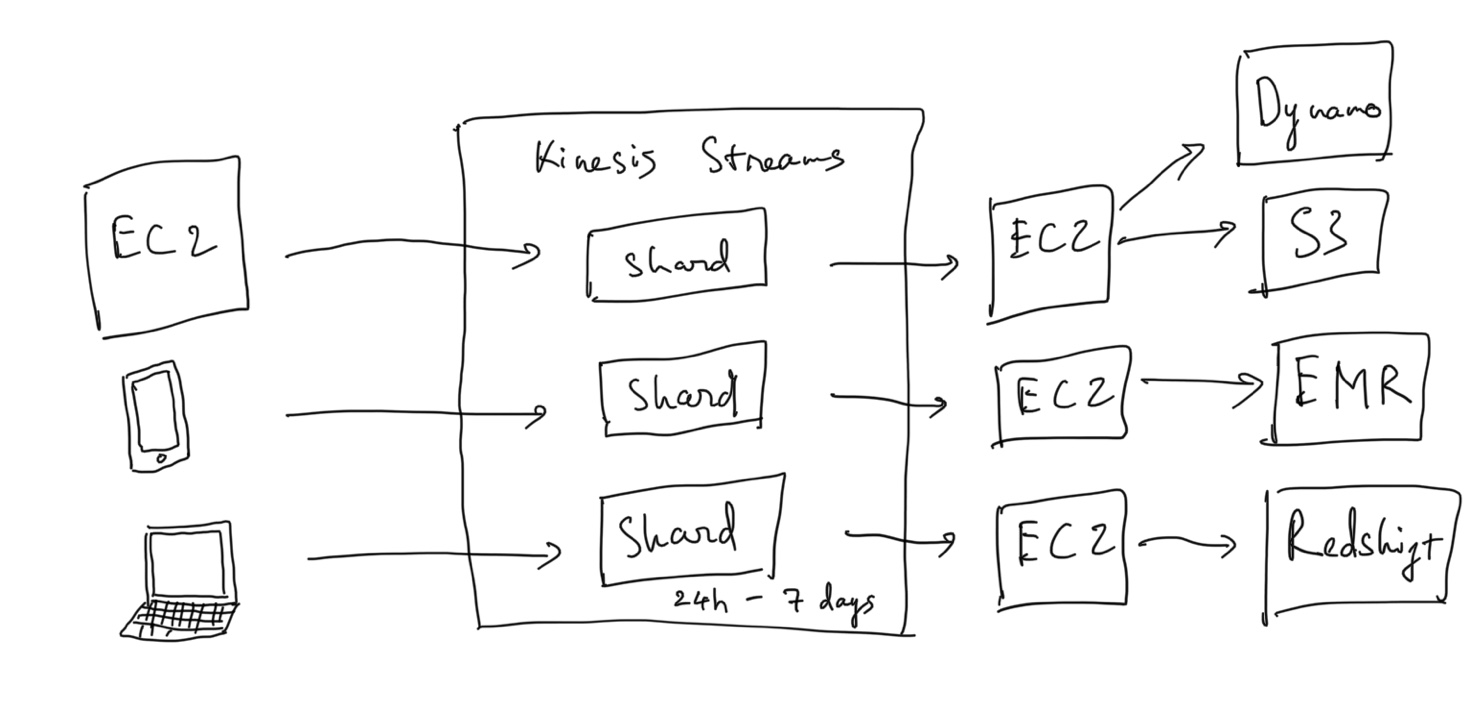 EC2
Kinesis Streams
Shard
Shard
Shard
24h - 7 days
EC2
EC2
EC2
Dynamo
S3
EMR
Redshift